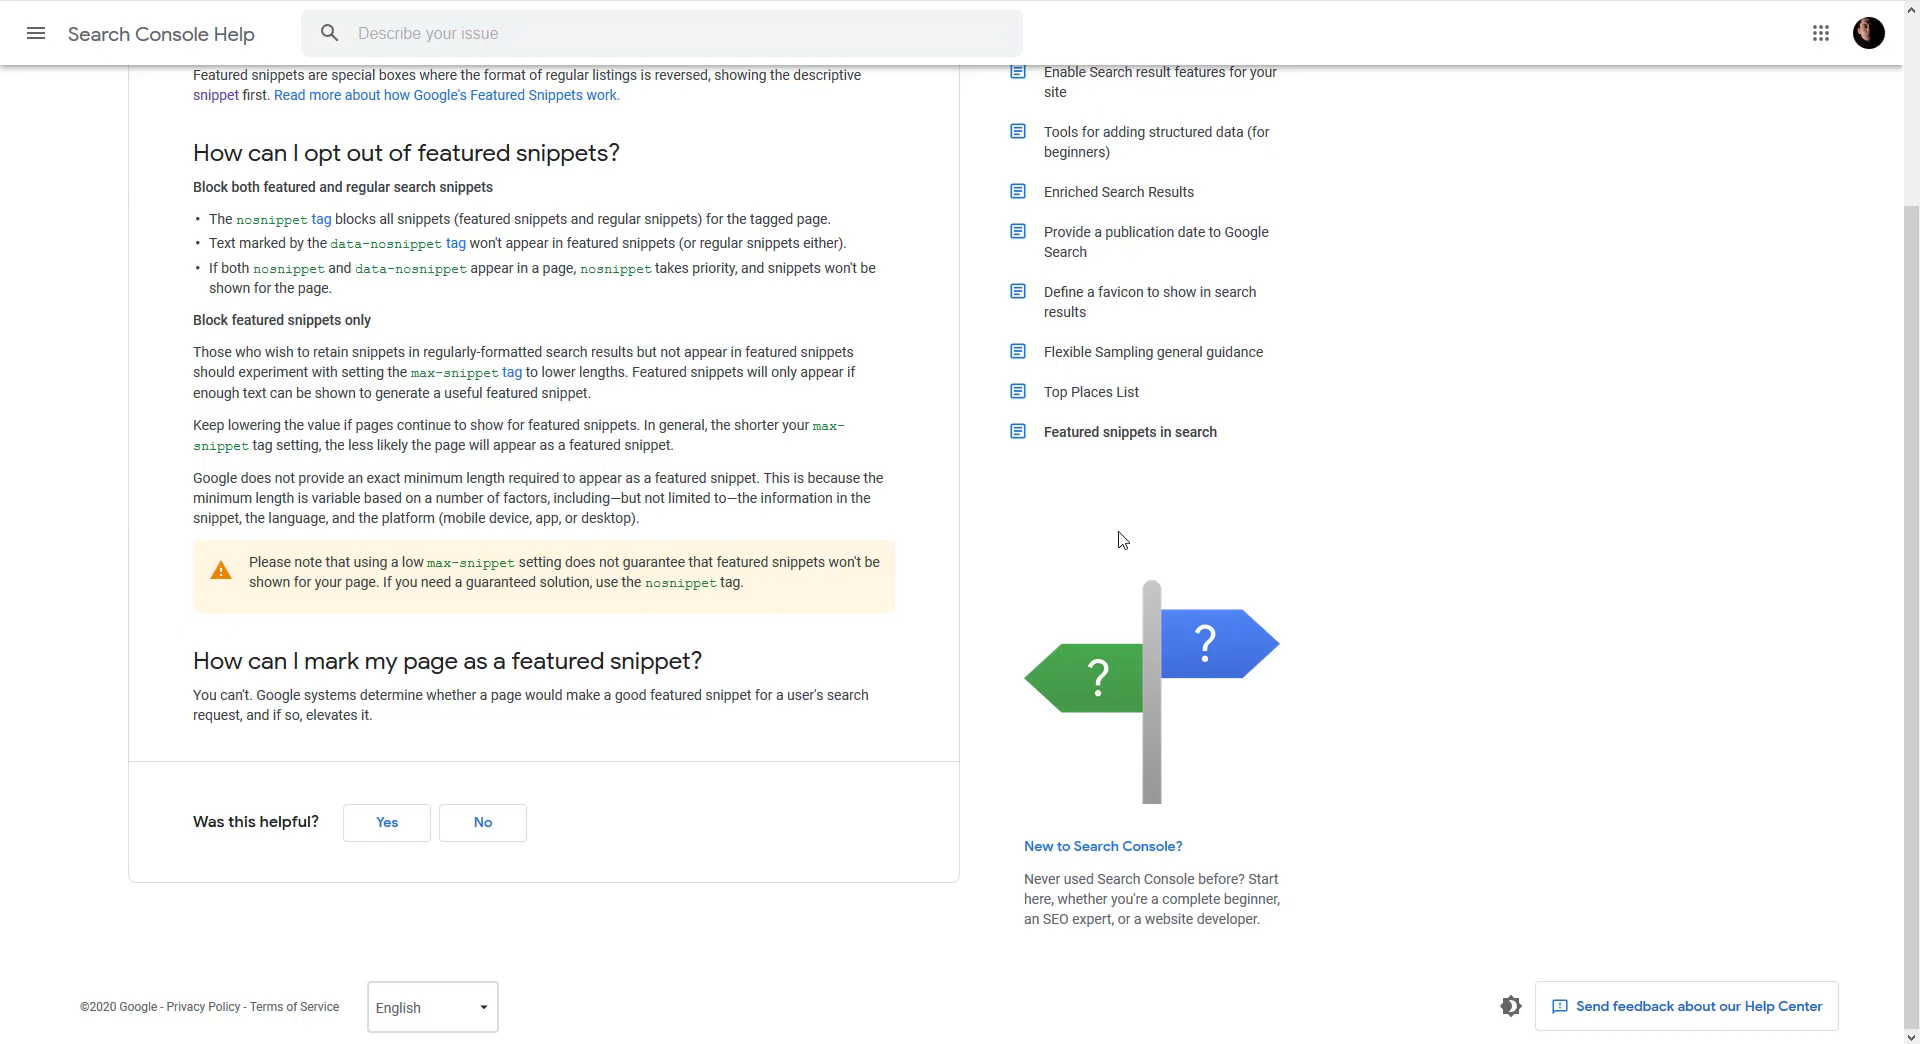 Search Console Help
Describe your issue
Featured snippets are special boxes where the format of regular listings is reversed, showing the descriptive
snippet first. Read more about how Google's Featured Snippets work.
How can I opt out of featured snippets?
Block both featured and regular search snippets
• The nosnippet tag blocks all snippets (featured snippets and regular snippets) for the tagged page.
• Text marked by the data-nosnippet tag won't appear in featured snippets (or regular snippets either).
• If both nosnippet and data-nosnippet appear in a page, nosnippet takes priority, and snippets won't be
shown for the page.
Block featured snippets only
Those who wish to retain snippets in regularly-formatted search results but not appear in featured snippets
should experiment with setting the max-snippet tag to lower lengths. Featured snippets will only appear if
enough text can be shown to generate a useful featured snippet.
Keep lowering the value if pages continue to show for featured snippets. In general, the shorter your max-
snippet tag setting, the less likely the page will appear as a featured snippet.
Google does not provide an exact minimum length required to appear as a featured snippet. This is because the
minimum length is variable based on a number of factors, including—but not limited to—the information in the
snippet, the language, and the platform (mobile device, app, or desktop).
Please note that using a low max-snippet setting does not guarantee that featured snippets won't be
shown for your page. If you need a guaranteed solution, use the nosnippet tag.
How can I mark my page as a featured snippet?
You can't. Google systems determine whether a page would make a good featured snippet for a user's search
request, and if so, elevates it.
Was this helpful?
Yes
No
Enable Search result features for your
site
Tools for adding structured data (for
beginners)
Enriched Search Results
Provide a publication date to Google
Search
Define a favicon to show in search
results
Flexible Sampling general guidance
Top Places List
Featured snippets in search
?
?
New to Search Console?
Never used Search Console before? Start
here, whether you're a complete beginner,
an SEO expert, or a website developer.
©2020 Google - Privacy Policy - Terms of Service
English
Send feedback about our Help Center